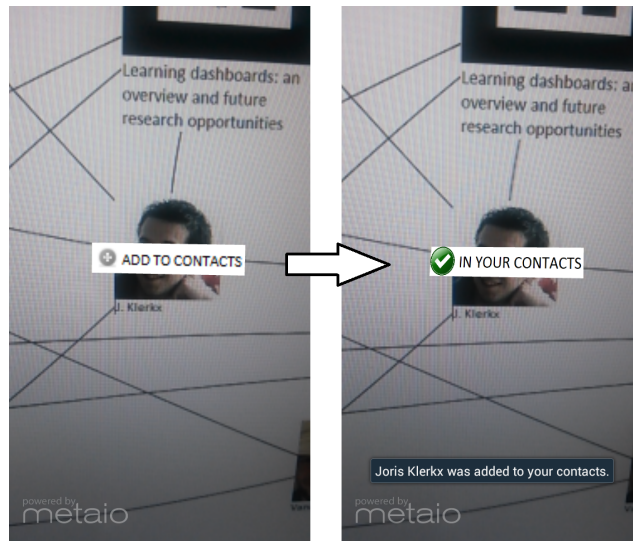 Learning dashboards: an
overview and future
research opportunities
ADD TO CONTACTS
J. Klerkx
powered by
metaio
Learning dashboards: a
overview and future
research opportunities
IN YOUR CONTACTS
J. Klerkx
Joris Klerkx was added to your contacts.
powered by
metaio